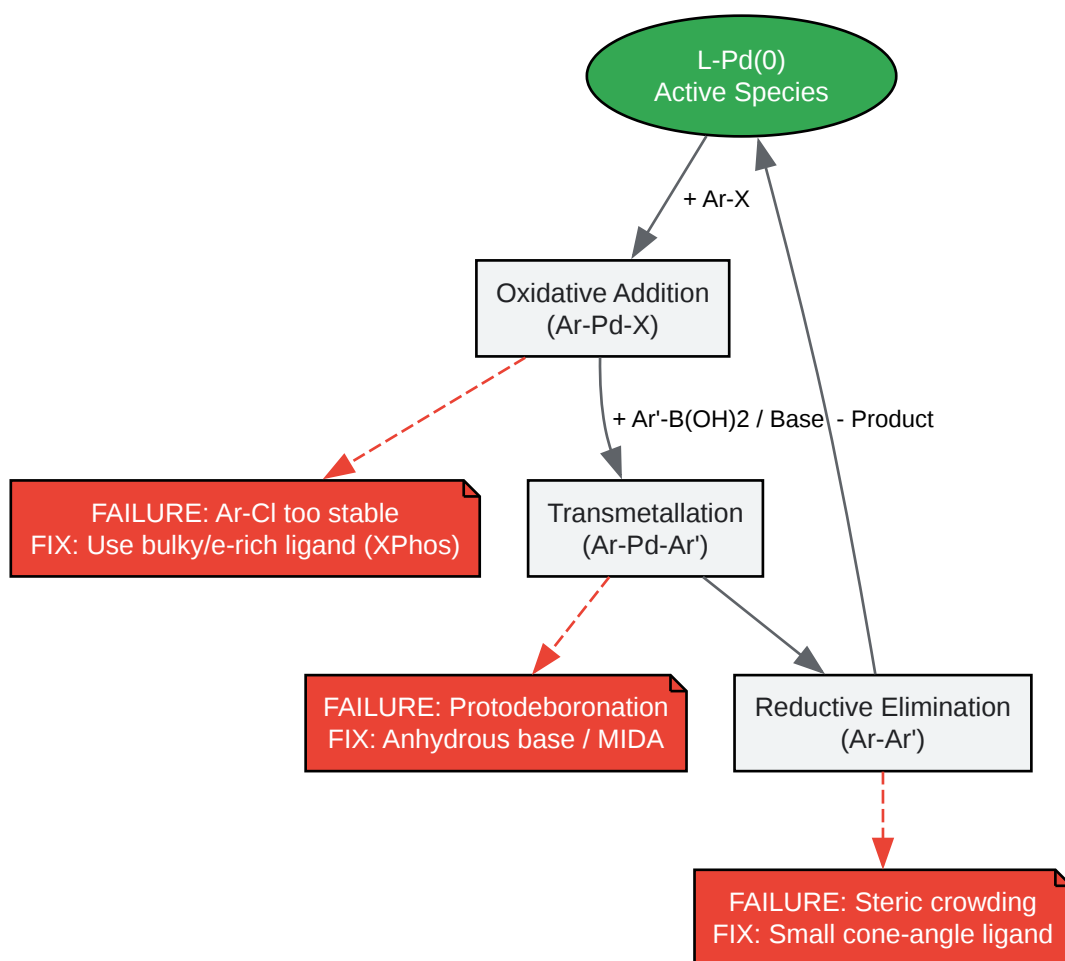 L-Pd(0)
Active Species
+ Ar-X
Oxidative Addition
(Ar-Pd-X)
+ Ar'-B(OH)2 / Base
- Product
FAILURE: Ar-Cl too stable
FIX: Use bulky/e-rich ligand (XPhos)
Transmetallation
(Ar-Pd-Ar')
FAILURE: Protodeboronation
FIX: Anhydrous base / MIDA
Reductive Elimination
(Ar-Ar')
FAILURE: Steric crowding
FIX: Small cone-angle ligand